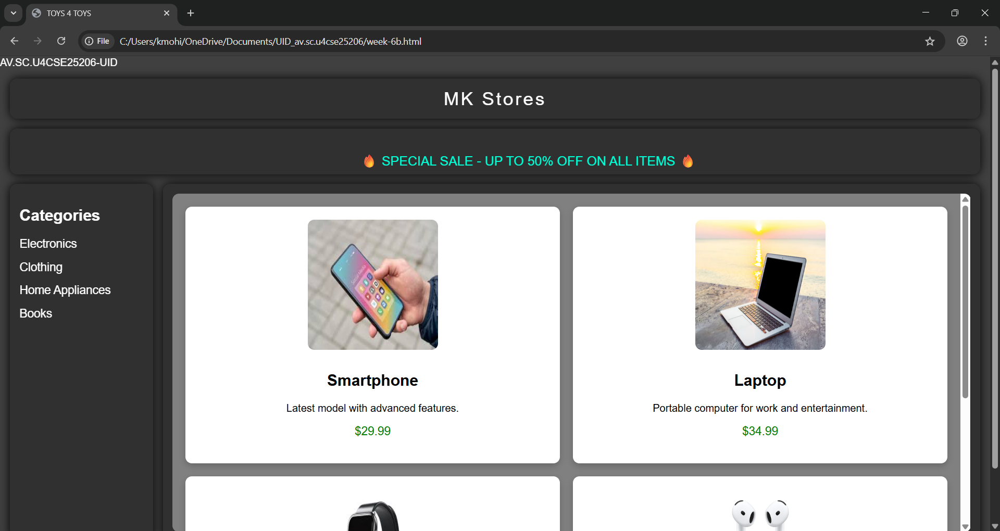 TOYS 4 TOYS
File
C:/Users/kmohi/OneDrive/Documents/UID_av.sc.u4cse25206/week-6b.html
AV.SC.U4CSE25206-UID
MK Stores
🔥 SPECIAL SALE - UP TO 50% OFF ON ALL ITEMS 🔥
Categories
Electronics
Clothing
Home Appliances
Books
Social Media
Smartphone
Latest model with advanced features.
$29.99
Laptop
Portable computer for work and entertainment.
$34.99